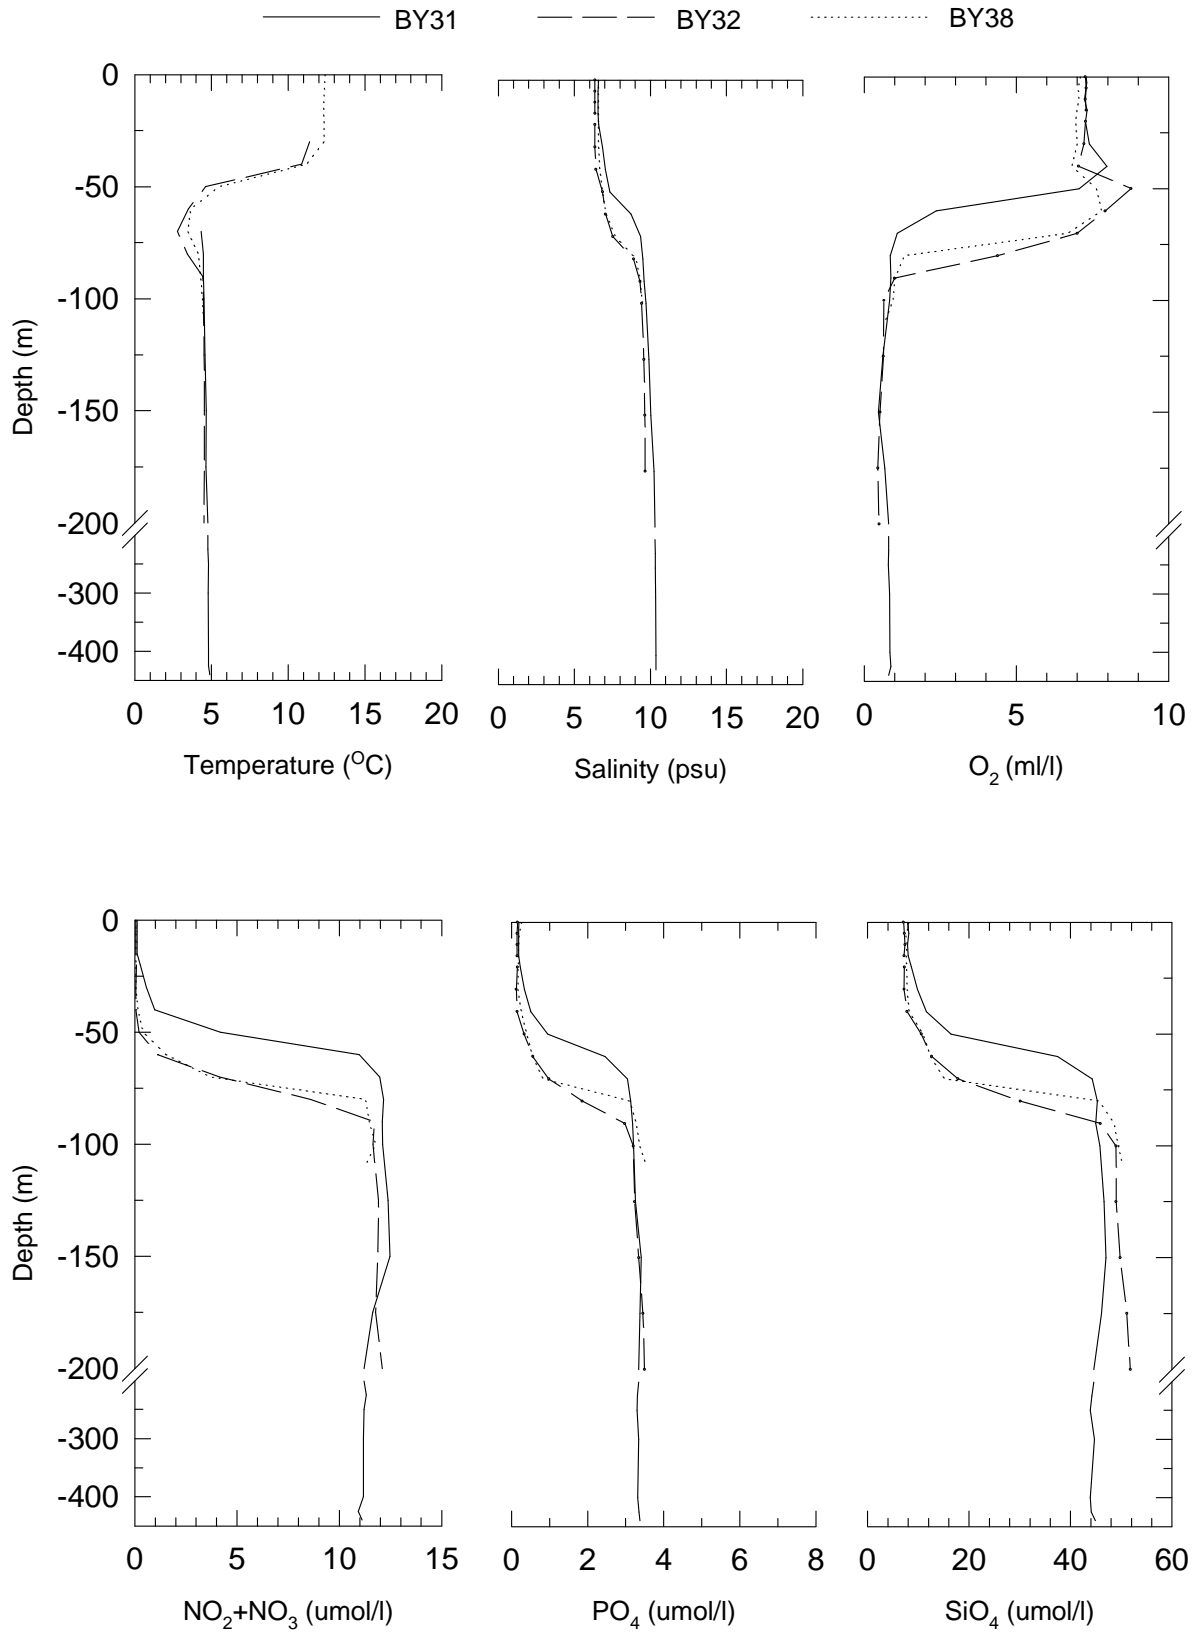 BY31 BY32 BY38
0
-50
-100
-150
-200
-300
-400
Depth (m)
0 5 10 15 20
0 5 10 15 20
0 5 10
Temperature (°C)
Salinity (psu)
O₂ (ml/l)
0
-50
-100
-150
-200
-300
-400
Depth (m)
0 5 10 15
0 2 4 6 8
0 20 40 60
NO₂+NO₃ (umol/l)
PO₄ (umol/l)
SiO₄ (umol/l)